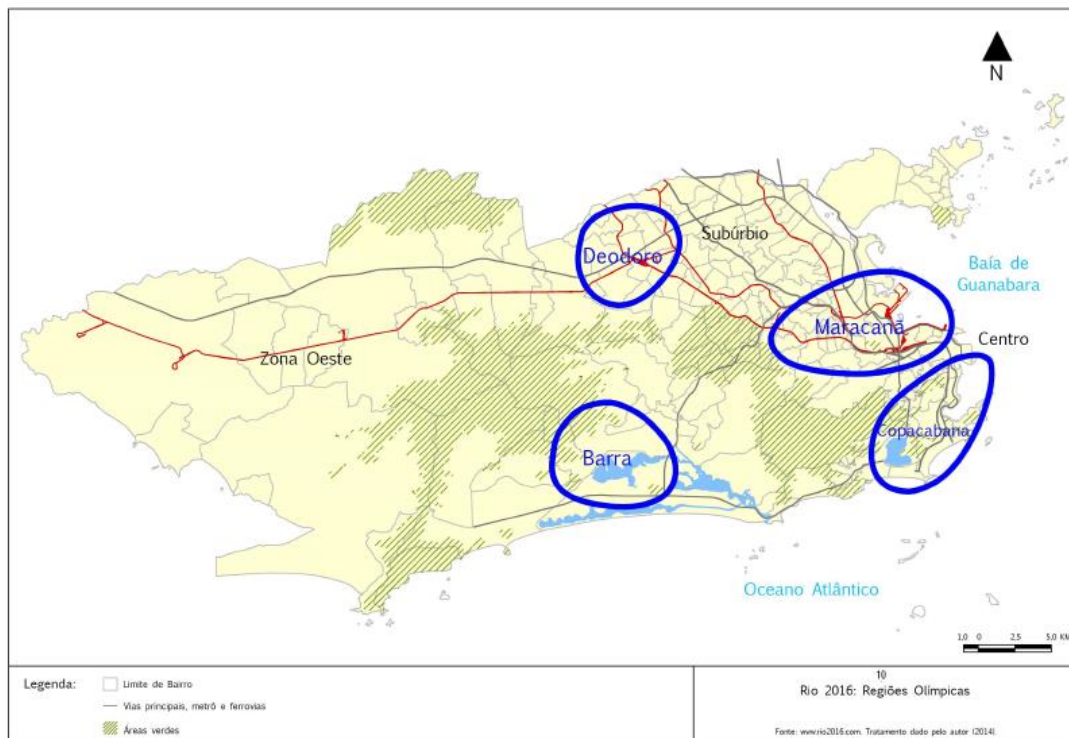 N
Subúrbio
Deodoro
Baía de
Guanabara
Maracanã
Centro
1
Zona Oeste
Copacabana
Barra
Oceano Atlântico
1,0 0 2,5 5,0 KM
Legenda:
Limite de Bairro
Vias principais, metrô e ferrovias
Áreas verdes
10
Rio 2016: Regiões Olímpicas
Fonte: www.rio2016.com. Tratamento dado pelo autor (2014).